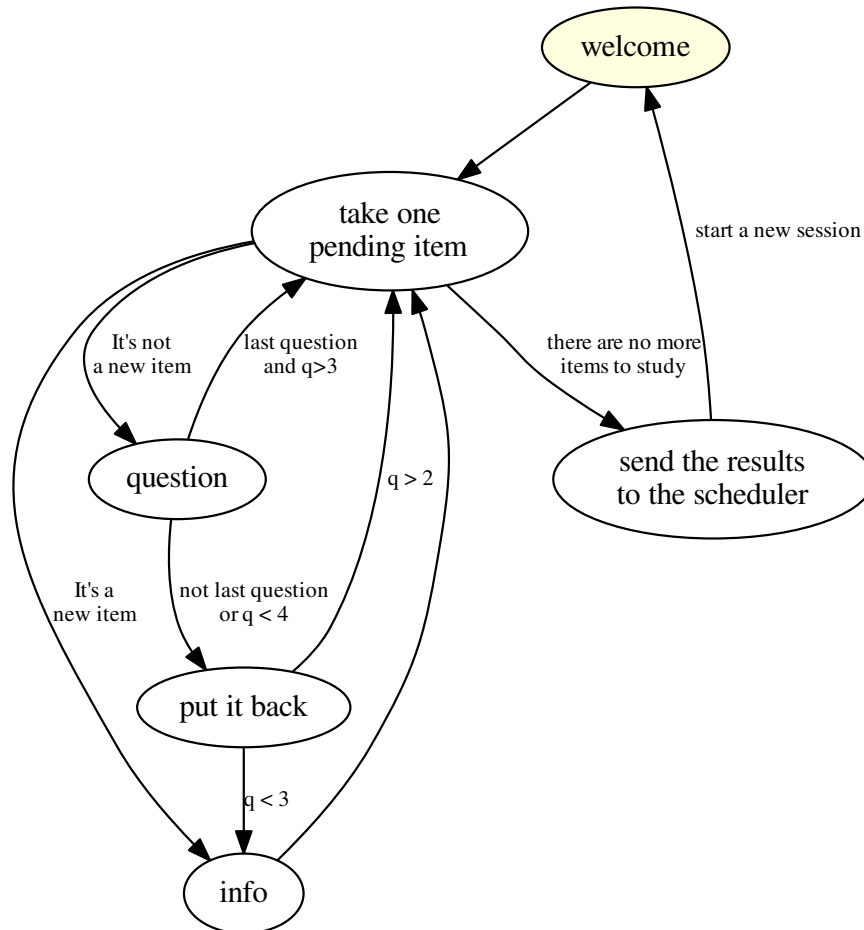 welcome
take one
pending item
start a new session
It's not
a new item
last question
and q>3
there are no more
items to study
question
q > 2
send the results
to the scheduler
It's a
new item
not last question
or q < 4
put it back
q < 3
info